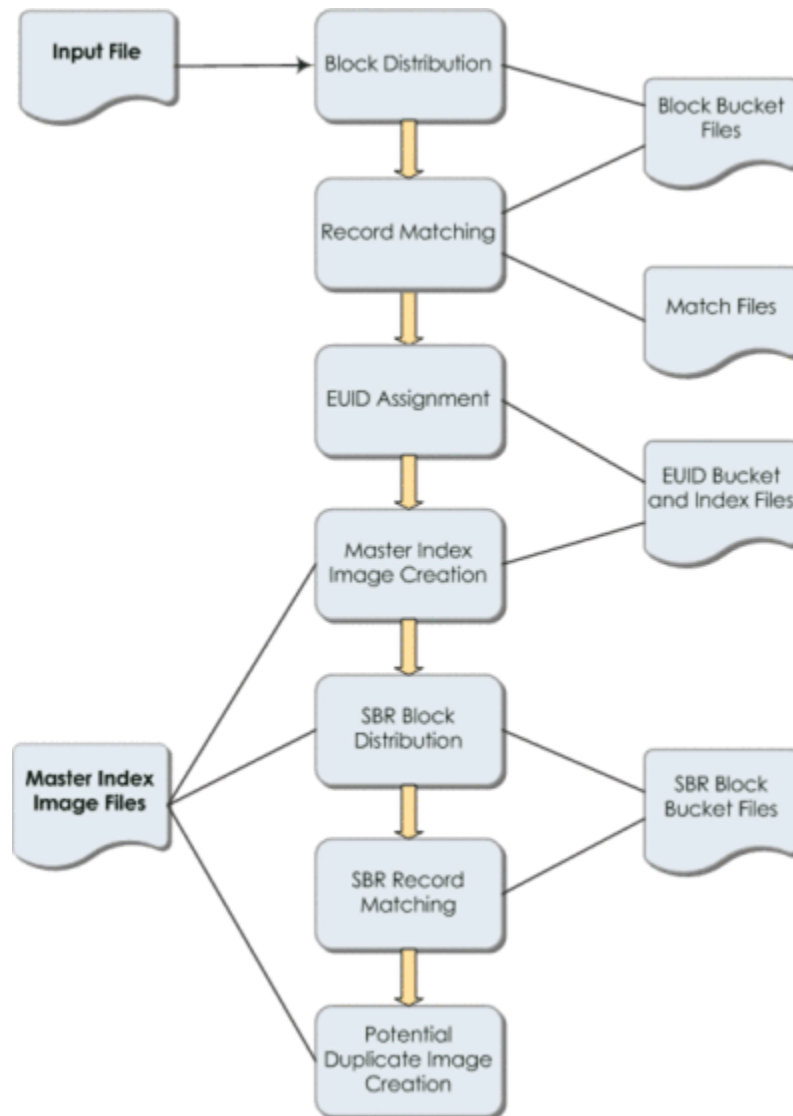 Input File
Block Distribution
Block Bucket
Files
Record Matching
Match Files
EUID Assignment
EUID Bucket
and Index Files
Master Index
Image Creation
SBR Block
Distribution
Master Index
Image Files
SBR Block
Bucket Files
SBR Record
Matching
Potential
Duplicate Image
Creation